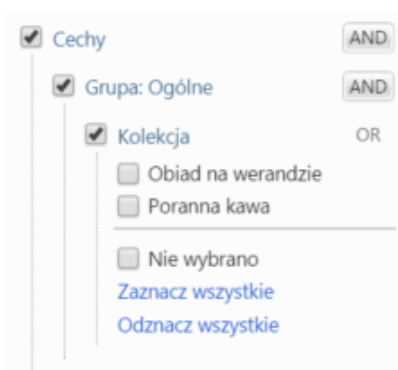 Cechy AND
Grupa: Ogólne AND
Kolekcja OR
Obiad na werandzie
Poranna kawa
Nie wybrano
Zaznacz wszystkie
Odznacz wszystkie